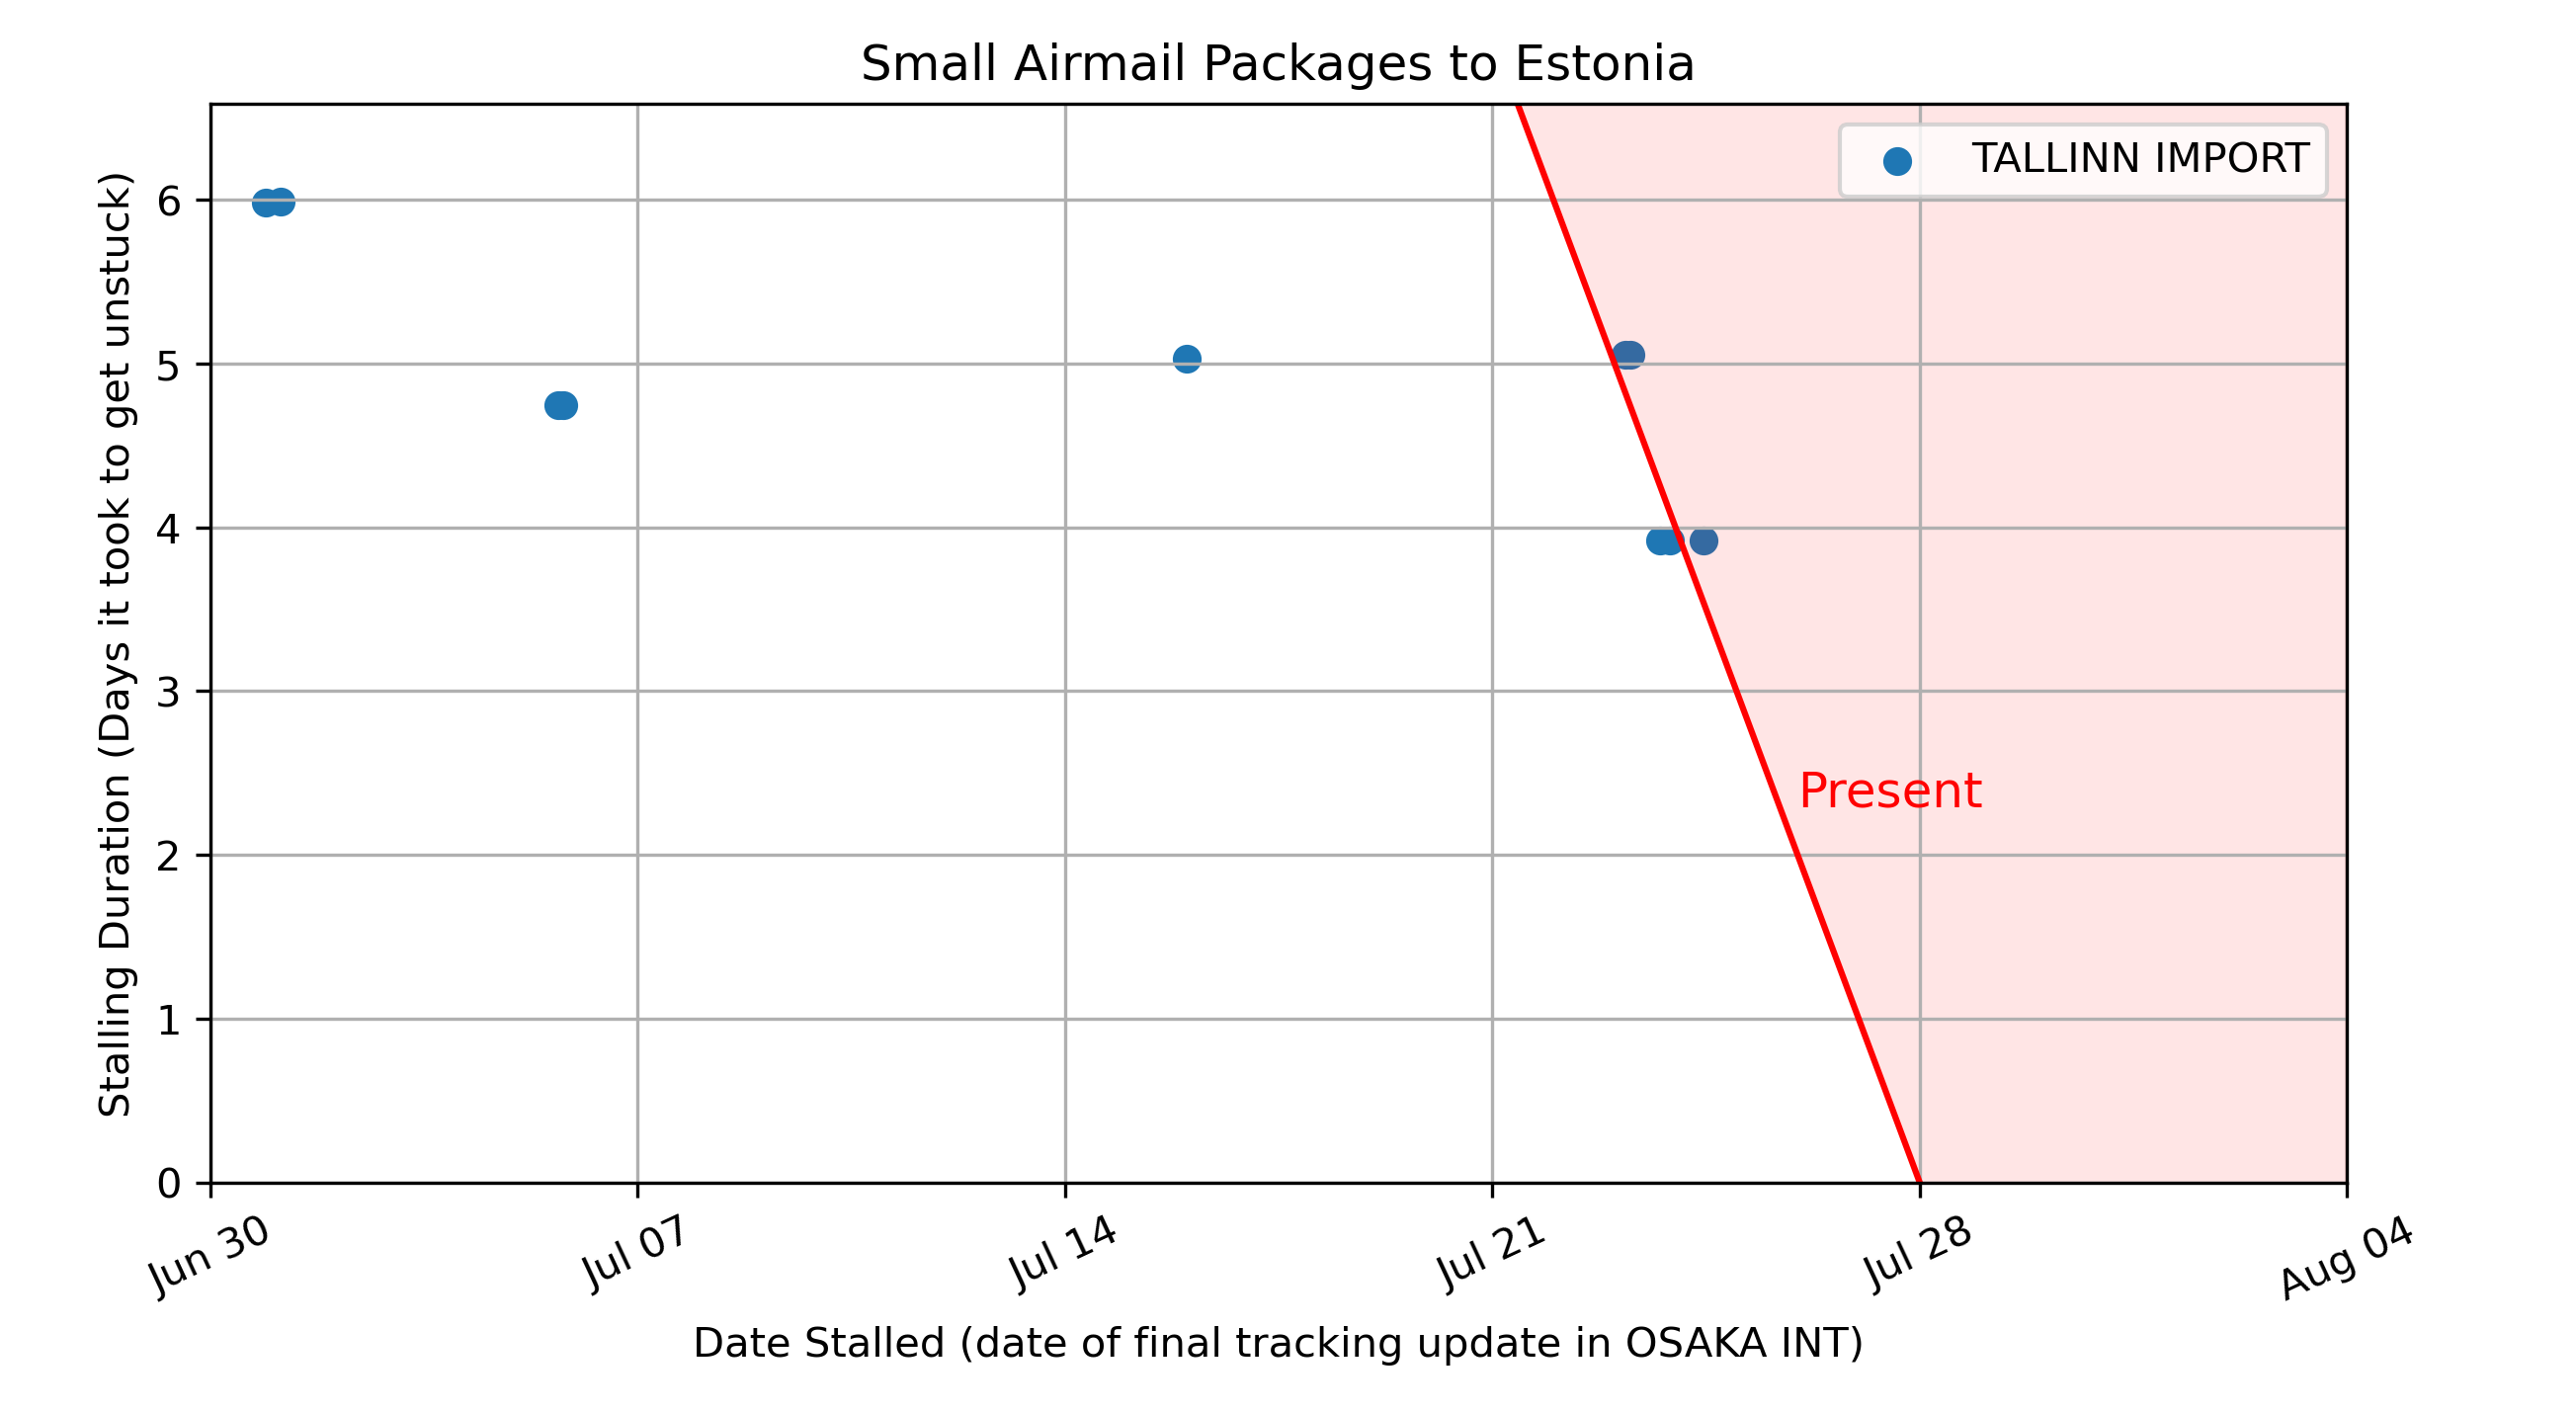 Small Airmail Packages to Estonia
TALLINN IMPORT
Stalling Duration (Days it took to get unstuck)
6
5
4
3
2
1
0
Present
Jun 30
Jul 07
Jul 14
Jul 21
Jul 28
Aug 04
Date Stalled (date of final tracking update in OSAKA INT)